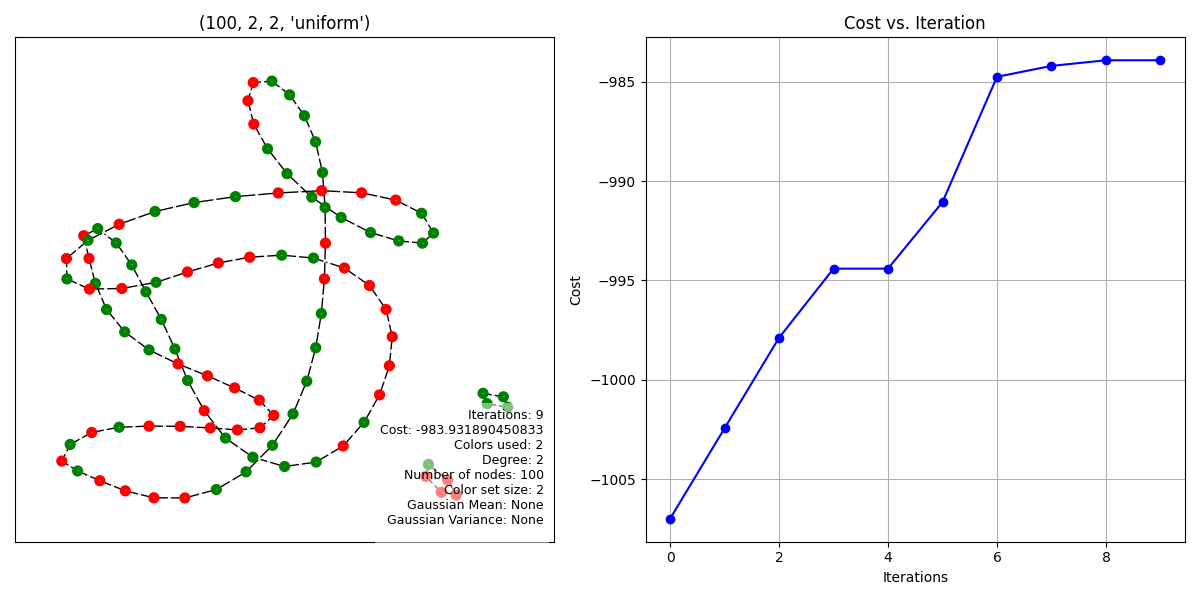 (100, 2, 2, 'uniform')
Iterations: 9
Cost: -983.931890450833
Colors used: 2
Degree: 2
Number of nodes: 100
Color set size: 2
Gaussian Mean: None
Gaussian Variance: None
Cost vs. Iteration
Cost
−985
−990
−995
−1000
−1005
0
2
4
6
8
Iterations